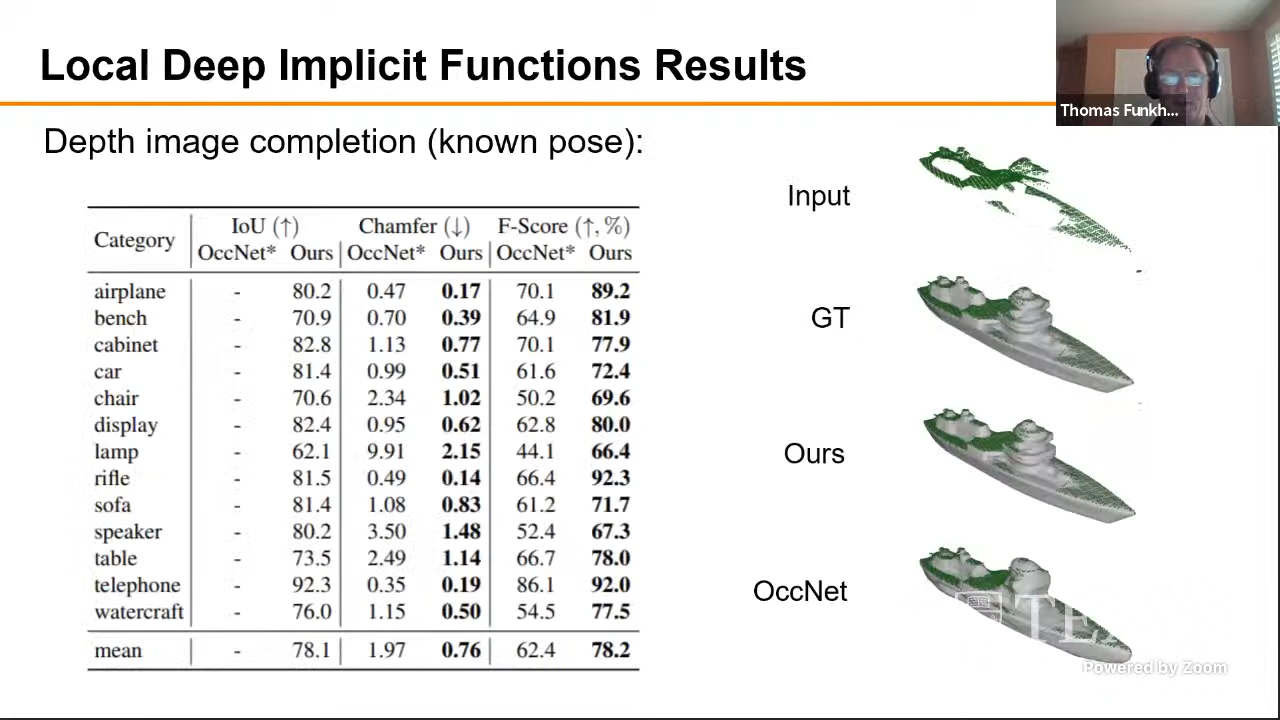 Local Deep Implicit Functions Results
Thomas Funkh...
Depth image completion (known pose):
Category IoU (↑) Chamfer (↓) F-Score (↑, %)
OccNet* Ours OccNet* Ours OccNet* Ours
airplane - 80.2 0.47 0.17 70.1 89.2
bench - 70.9 0.70 0.39 64.9 81.9
cabinet - 82.8 1.13 0.77 70.1 77.9
car - 81.4 0.99 0.51 61.6 72.4
chair - 70.6 2.34 1.02 50.2 69.6
display - 82.4 0.95 0.62 62.8 80.0
lamp - 62.1 9.91 2.15 44.1 66.4
rifle - 81.5 0.49 0.14 66.4 92.3
sofa - 81.4 1.08 0.83 61.2 71.7
speaker - 80.2 3.50 1.48 52.4 67.3
table - 73.5 2.49 1.14 66.7 78.0
telephone - 92.3 0.35 0.19 86.1 92.0
watercraft - 76.0 1.15 0.50 54.5 77.5
mean - 78.1 1.97 0.76 62.4 78.2
Input
GT
Ours
OccNet
Powered by Zoom